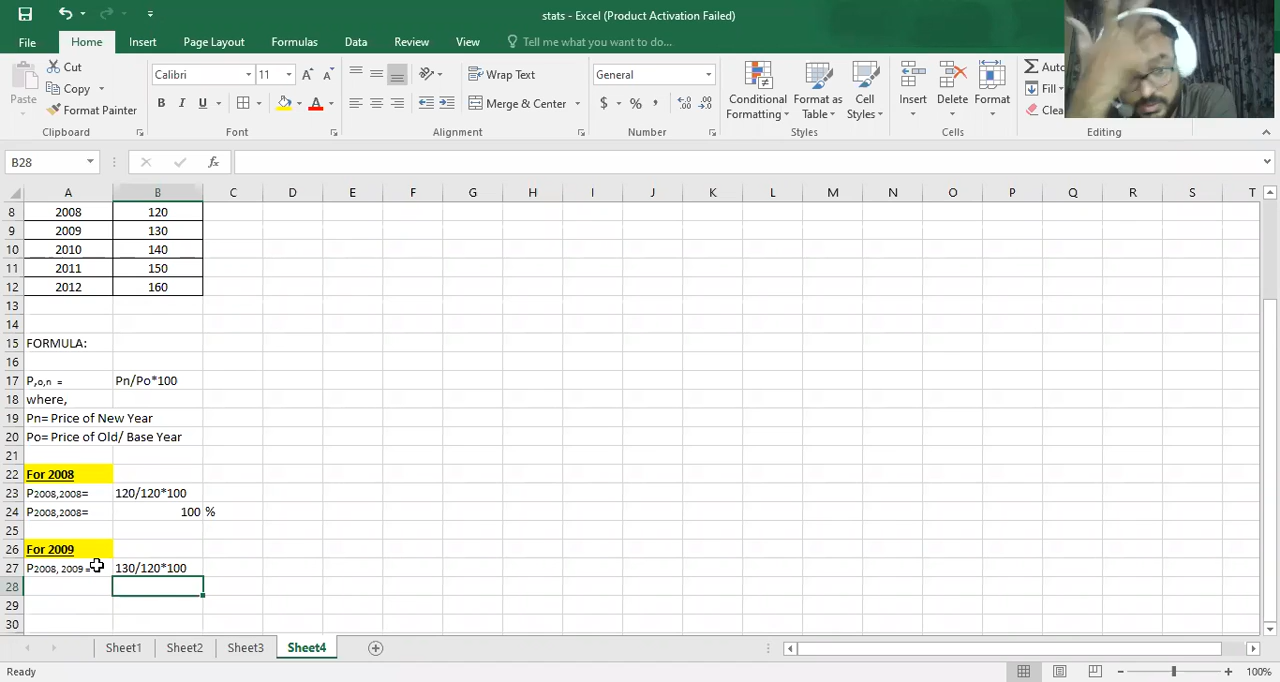 stats - Excel (Product Activation Failed)
File Home Insert Page Layout Formulas Data Review View Tell me what you want to do...
Cut
Copy
Format Painter
Paste
Clipboard
Calibri 11
B I U
Font
Wrap Text
Merge & Center
Alignment
General
$ % ,
Number
Conditional Formatting
Format as Table
Cell Styles
Styles
Insert Delete Format
Cells
Auto
Fill
Clea
Editing
B28 fx
A B C D E F G H I J K L M N O P Q R S T
8 2008 120
9 2009 130
10 2010 140
11 2011 150
12 2012 160
13
14
15 FORMULA:
16
17 P,o,n = Pn/Po*100
18 where,
19 Pn= Price of New Year
20 Po= Price of Old/ Base Year
21
22 For 2008
23 P2008,2008= 120/120*100
24 P2008,2008= 100 %
25
26 For 2009
27 P2008, 2009 = 130/120*100
28
29
30
Sheet1 Sheet2 Sheet3 Sheet4
Ready 100%